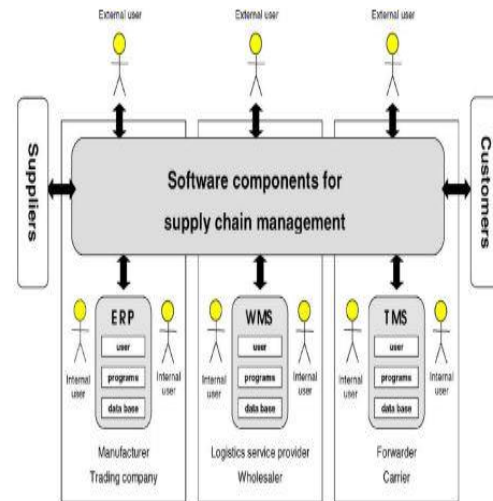 External user
External user
External user
Suppliers
Customers
Software components for
supply chain management
ERP
user
programs
data base
Internal
user
Internal
user
WMS
user
programs
data base
Internal
user
Internal
user
TMS
user
programs
data base
Internal
user
Internal
user
Manufacturer
Trading company
Logistics service provider
Wholesaler
Forwarder
Carrier